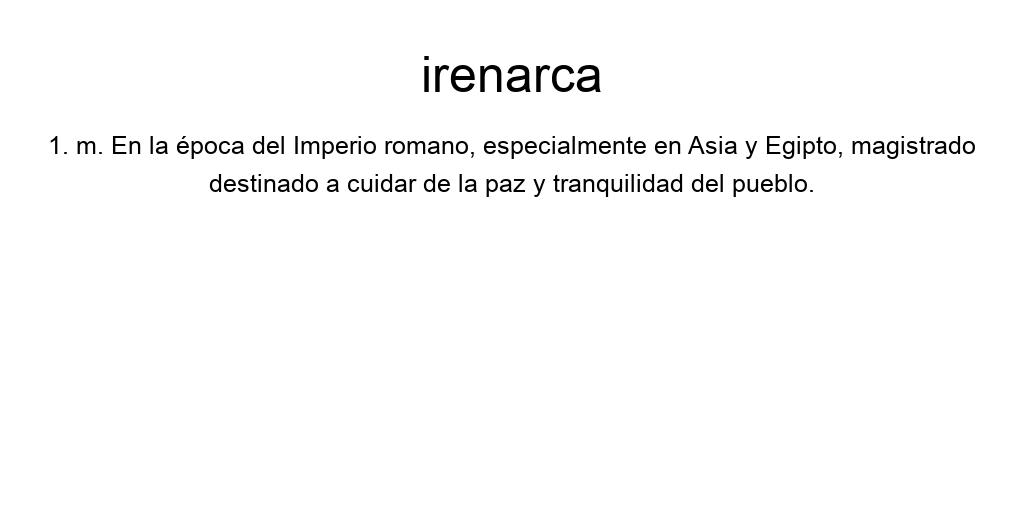 irenarca
1. m. En la época del Imperio romano, especialmente en Asia y Egipto, magistrado
destinado a cuidar de la paz y tranquilidad del pueblo.